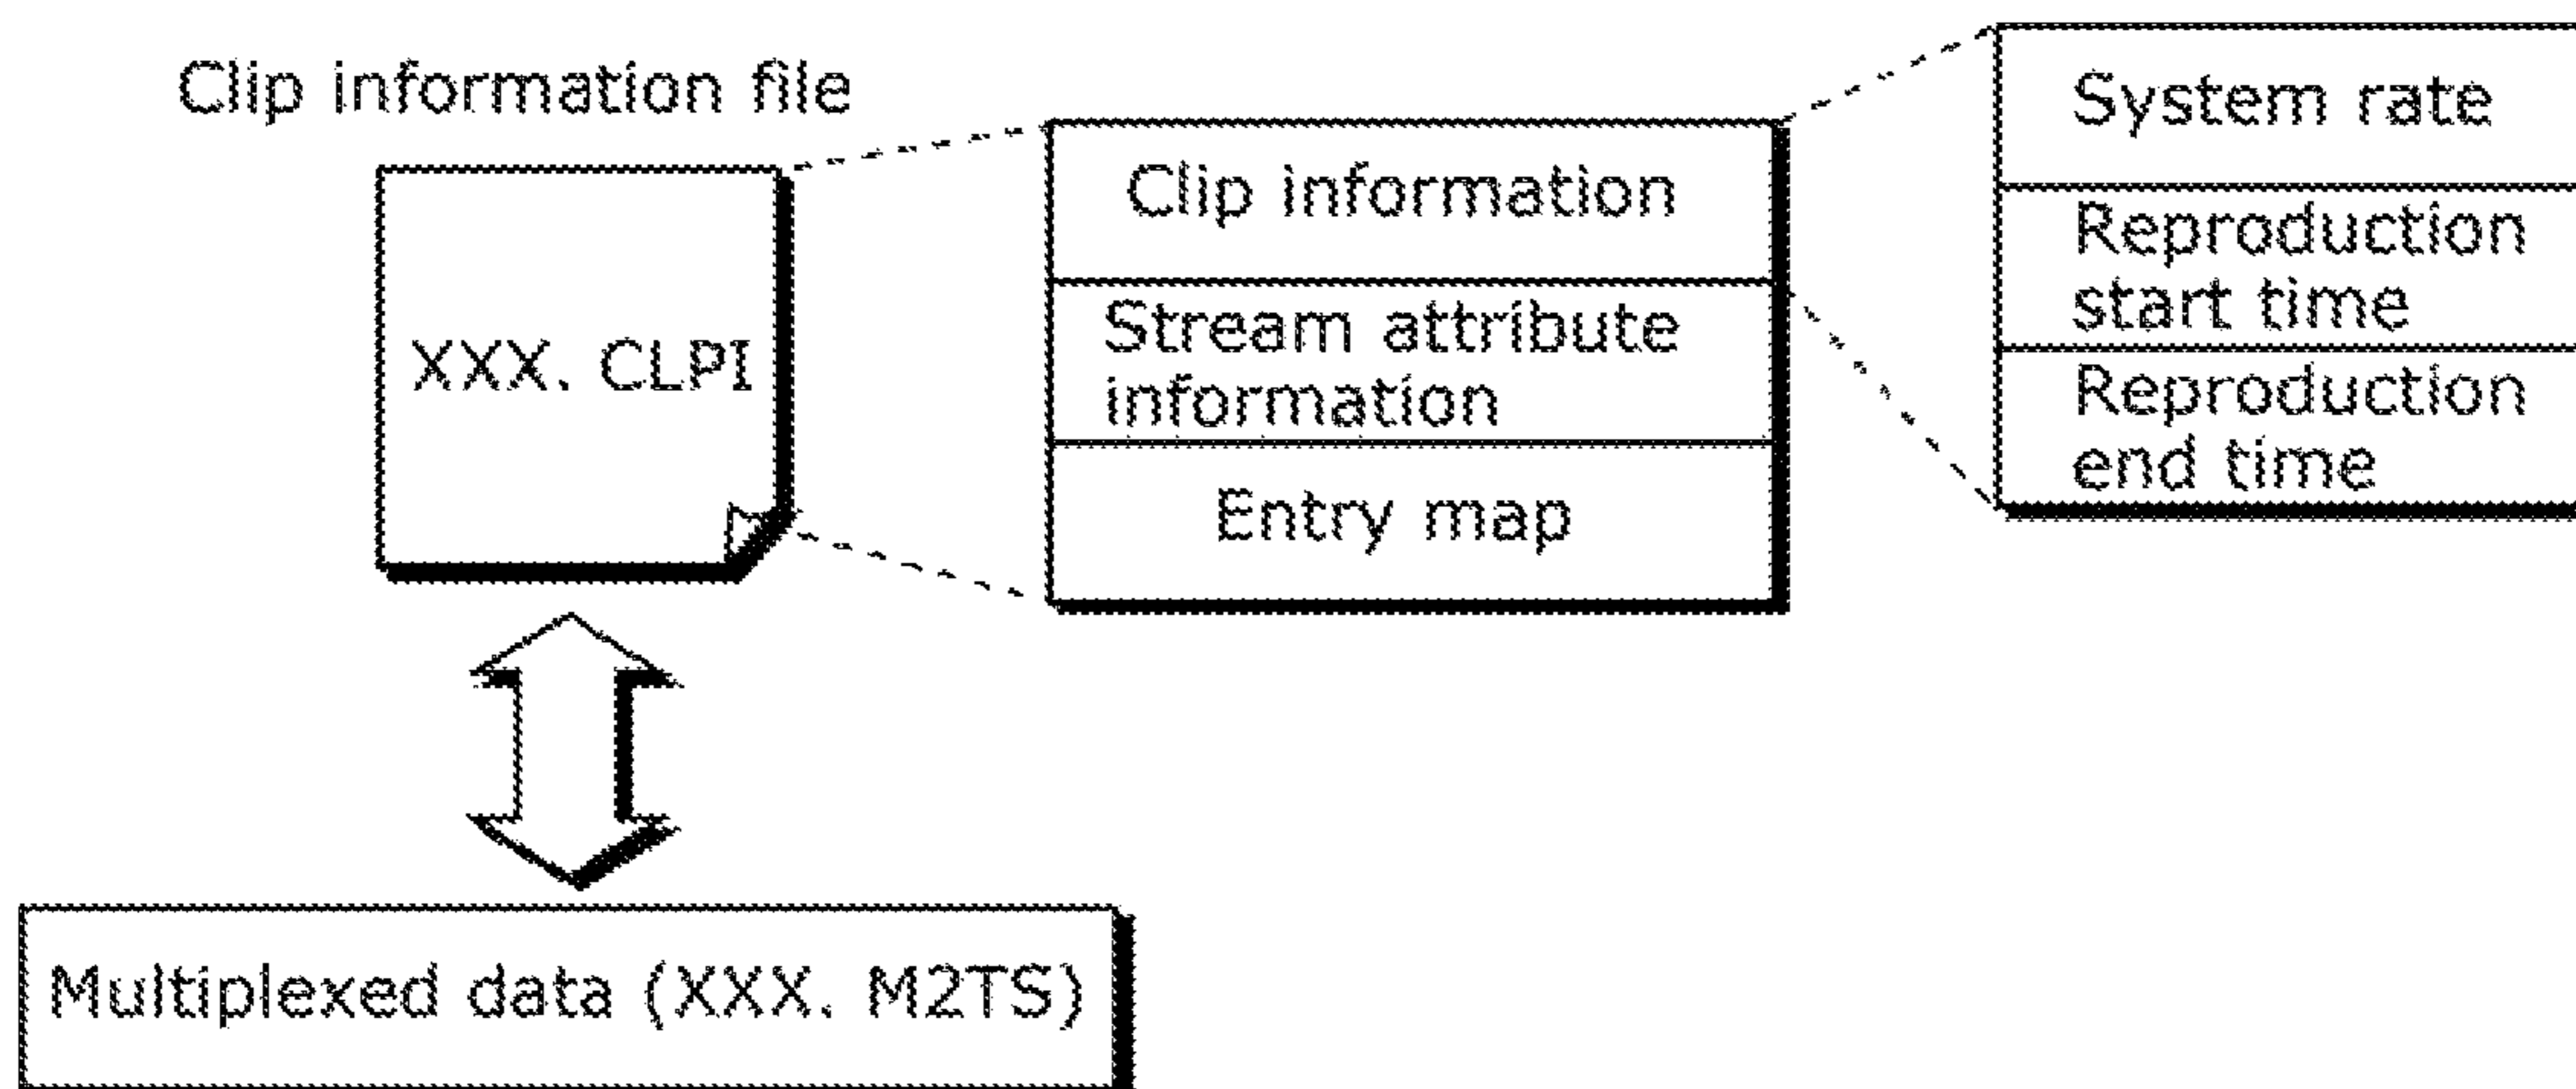 Clip information file
XXX. CLPI
Clip information
Stream attribute
information
Entry map
System rate
Reproduction
start time
Reproduction
end time
Multiplexed data (XXX. M2TS)